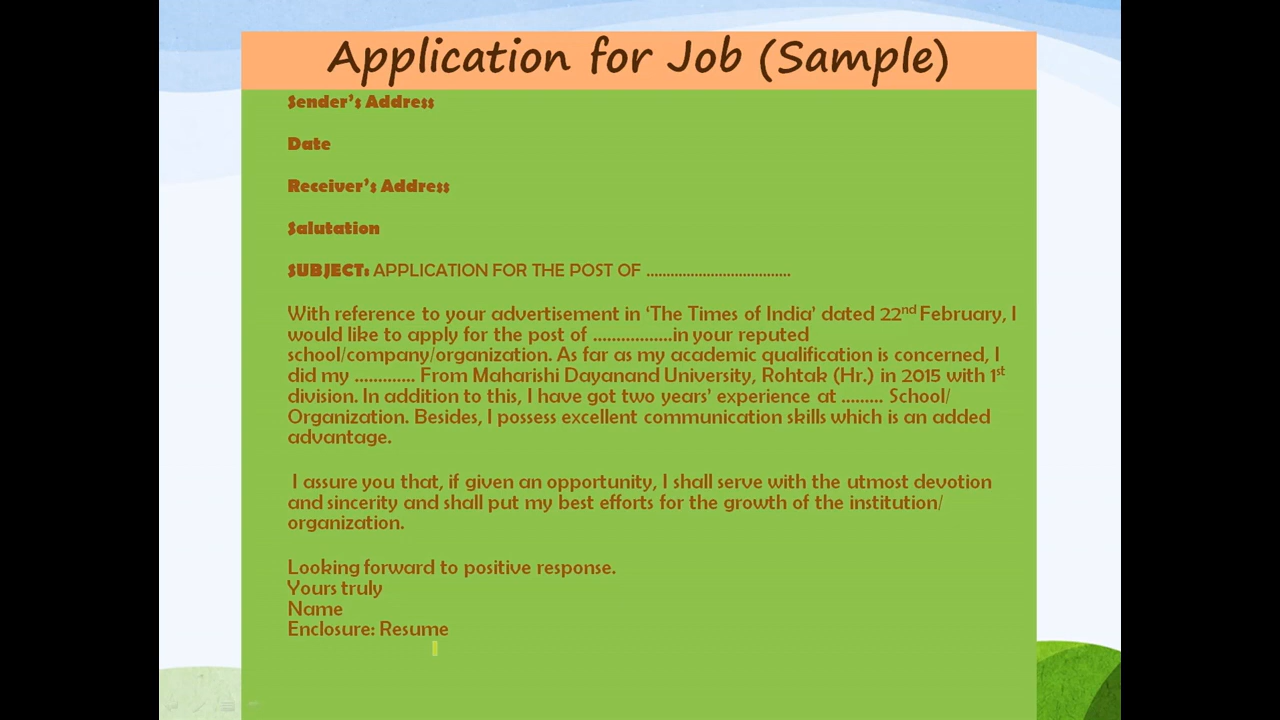 Application for Job (Sample)
Sender's Address
Date
Receiver's Address
Salutation
SUBJECT: APPLICATION FOR THE POST OF ...................................
With reference to your advertisement in ‘The Times of India’ dated 22nd February, I
would like to apply for the post of ...................in your reputed
school/company/organization. As far as my academic qualification is concerned, I
did my .............. From Maharishi Dayanand University, Rohtak (Hr.) in 2015 with 1st
division. In addition to this, I have got two years’ experience at .......... School/
Organization. Besides, I possess excellent communication skills which is an added
advantage.
I assure you that, if given an opportunity, I shall serve with the utmost devotion
and sincerity and shall put my best efforts for the growth of the institution/
organization.
Looking forward to positive response.
Yours truly
Name
Enclosure: Resume